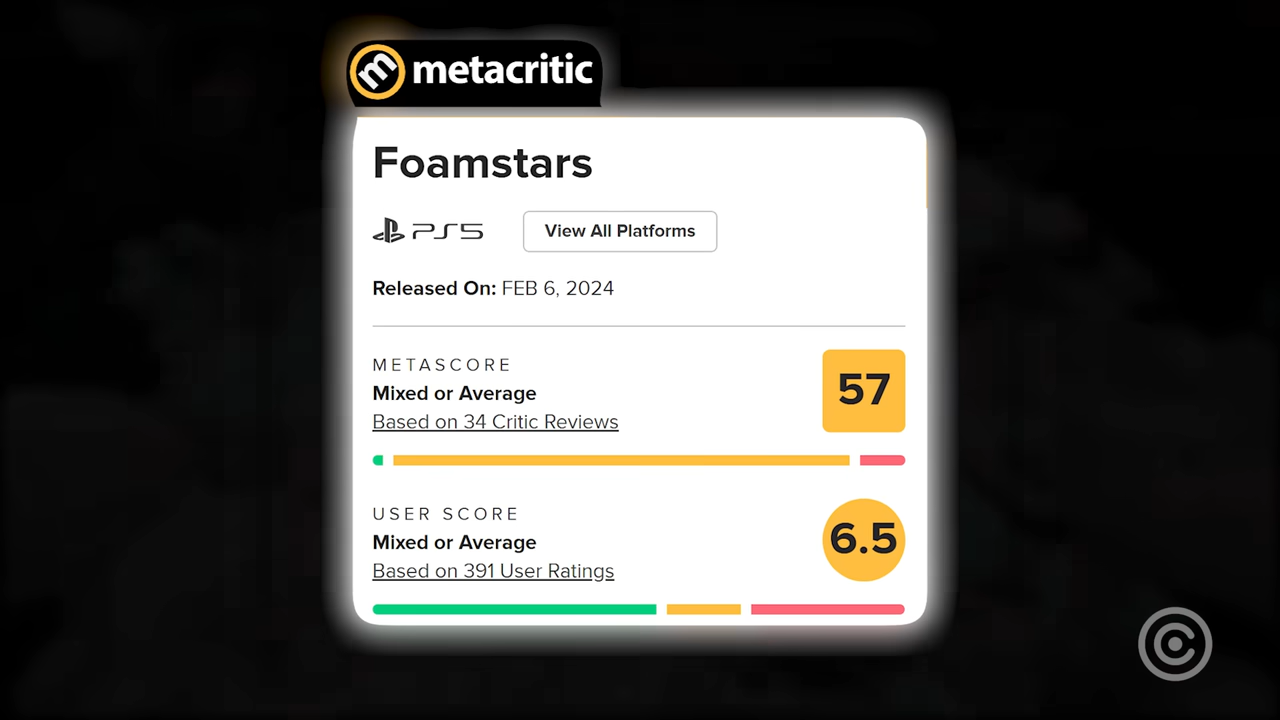 metacritic
Foamstars
PS5
View All Platforms
Released On: FEB 6, 2024
METASCORE
Mixed or Average
57
Based on 34 Critic Reviews
USER SCORE
Mixed or Average
6.5
Based on 391 User Ratings